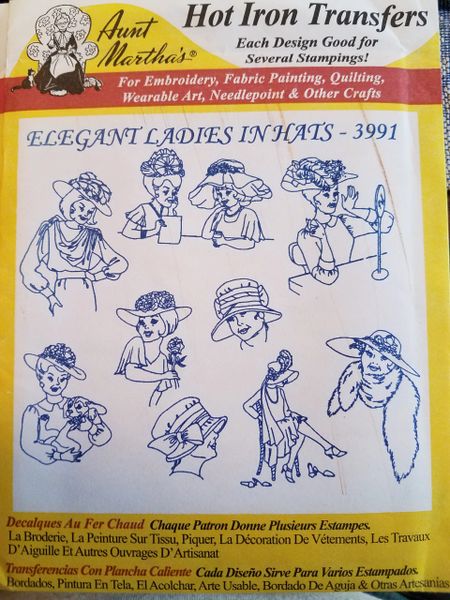 Aunt Martha's®
Hot Iron Transfers
Each Design Good for
Several Stampings!
For Embroidery, Fabric Painting, Quilting,
Wearable Art, Needlepoint & Other Crafts
ELEGANT LADIES IN HATS - 3991
Decalques Au Fer Chaud Chaque Patron Donne Plusieurs Estampes.
La Broderie, La Peinture Sur Tissu, Piquer, La Décoration De Vétements, Les Travaux
D'Aiguille Et Autres Ouvrages D'Artisanat
Transferencias Con Plancha Caliente Cada Diseño Sirve Para Varios Estampados.
Bordados, Pintura En Tela, El Acolchar, Arte Usable, Bordado De Aguja & Otras Artesanias